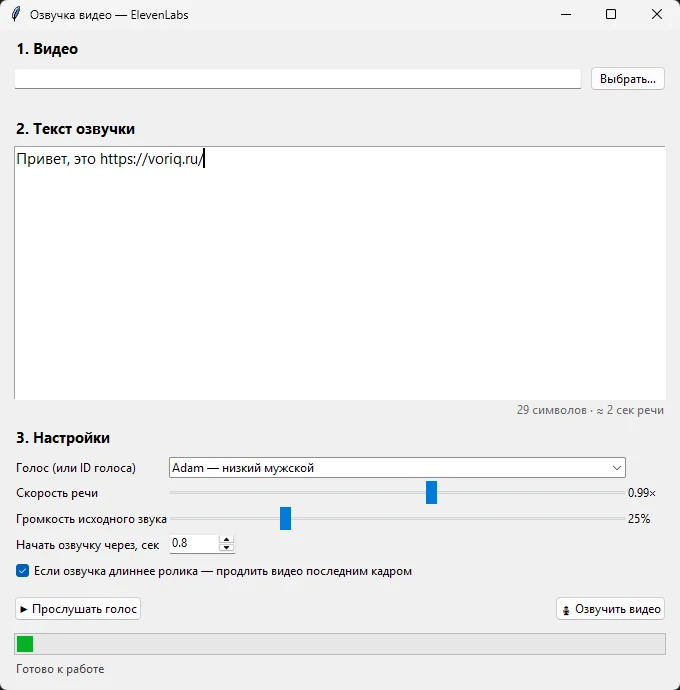 Озвучка видео — ElevenLabs
1. Видео
Выбрать...
2. Текст озвучки
Привет, это https://voriq.ru/
29 символов · ≈ 2 сек речи
3. Настройки
Голос (или ID голоса) Adam — низкий мужской
Скорость речи 0.99×
Громкость исходного звука 25%
Начать озвучку через, сек 0.8
Если озвучка длиннее ролика — продлить видео последним кадром
Прослушать голос Озвучить видео
Готово к работе